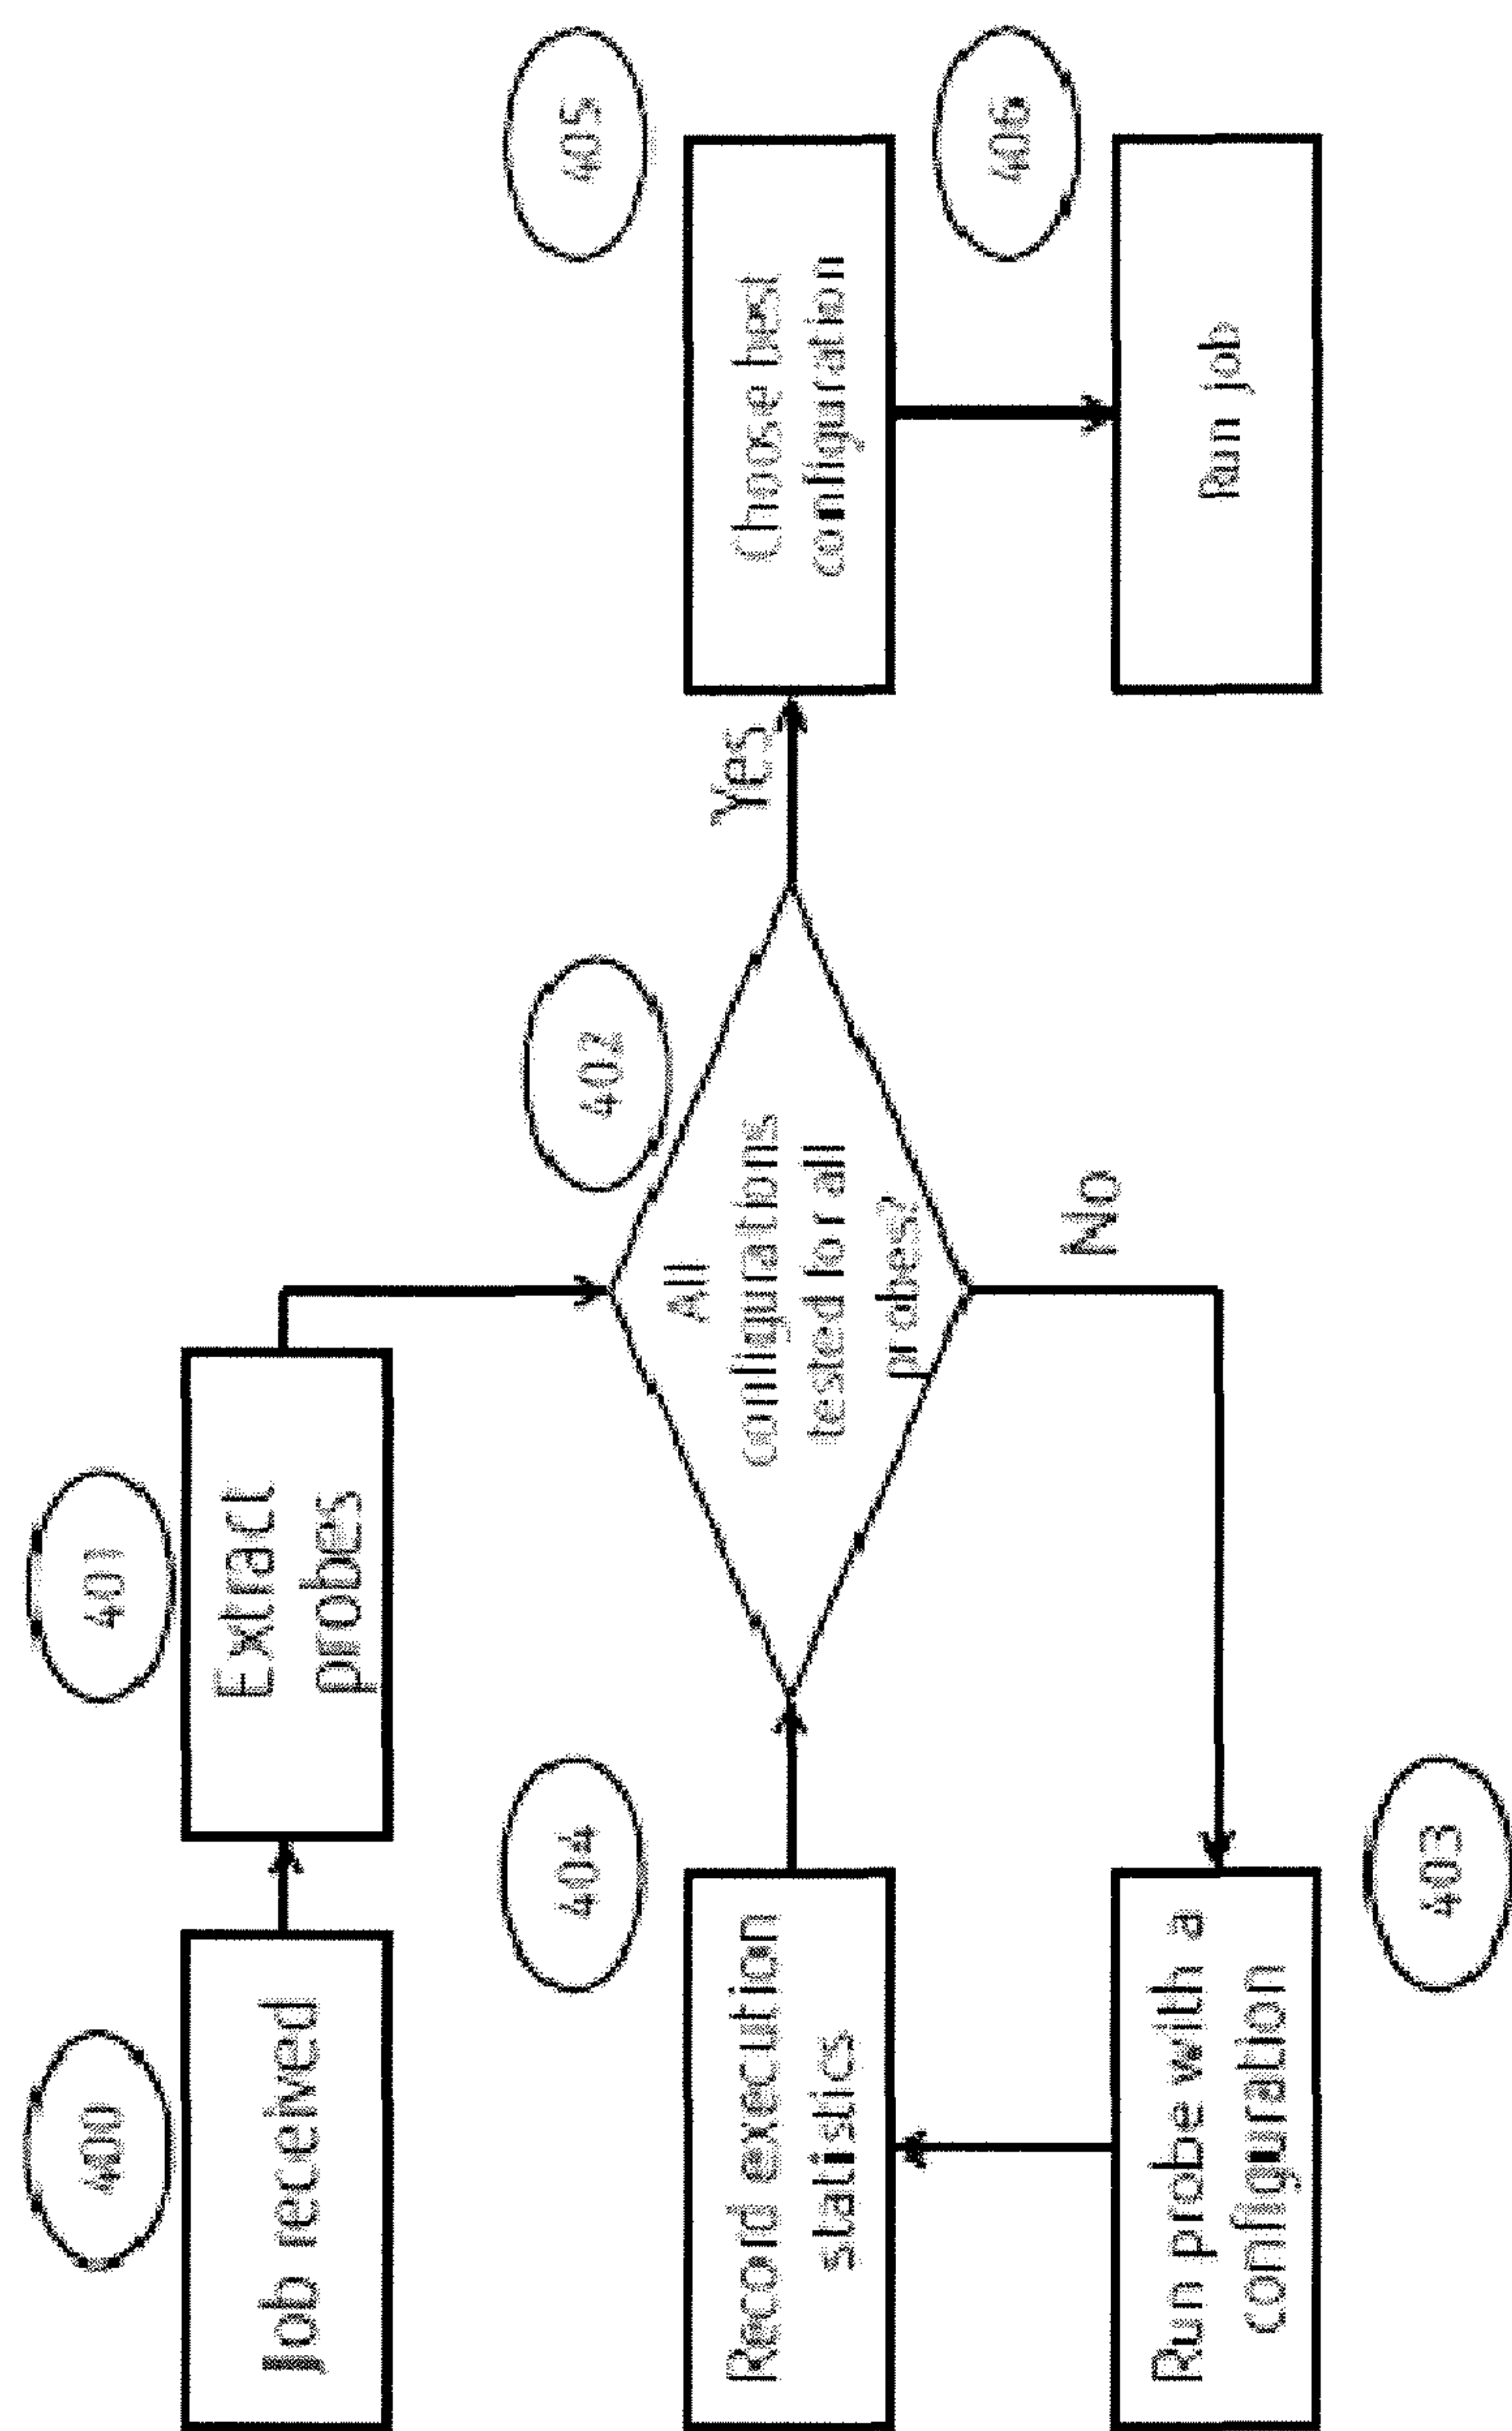 400
Job received
401
Extract
probes
402
All
configurations
tested for all
probes?
Yes
No
403
Run probe with a
configuration
404
Record execution
statistics
405
Choose best
configuration
406
Run job